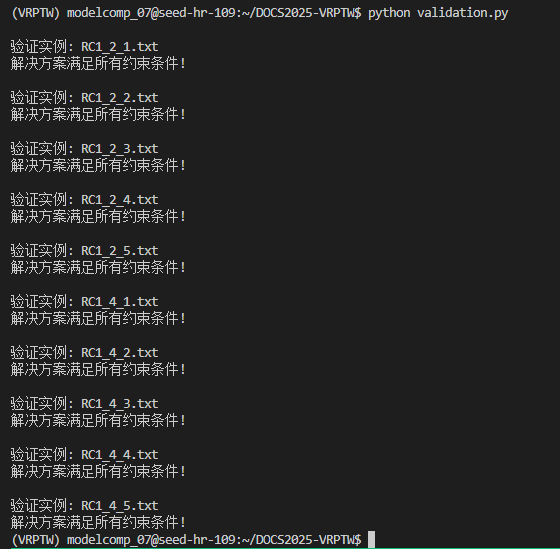 (VRPTW) modelcomp_07@seed-hr-109:~/DOCS2025-VRPTW$ python validation.py
验证实例: RC1_2_1.txt
解决方案满足所有约束条件!
验证实例: RC1_2_2.txt
解决方案满足所有约束条件!
验证实例: RC1_2_3.txt
解决方案满足所有约束条件!
验证实例: RC1_2_4.txt
解决方案满足所有约束条件!
验证实例: RC1_2_5.txt
解决方案满足所有约束条件!
验证实例: RC1_4_1.txt
解决方案满足所有约束条件!
验证实例: RC1_4_2.txt
解决方案满足所有约束条件!
验证实例: RC1_4_3.txt
解决方案满足所有约束条件!
验证实例: RC1_4_4.txt
解决方案满足所有约束条件!
验证实例: RC1_4_5.txt
解决方案满足所有约束条件!
(VRPTW) modelcomp_07@seed-hr-109:~/DOCS2025-VRPTW$